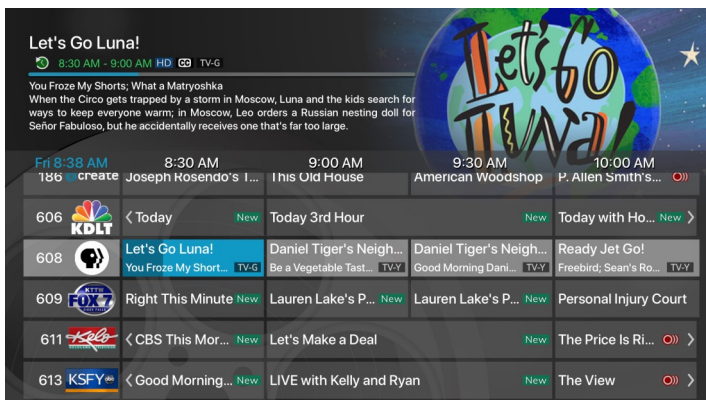 Let's Go Luna!
8:30 AM - 9:00 AM HD CC TV-G
You Froze My Shorts; What a Matryoshka
When the Circo gets trapped by a storm in Moscow, Luna and the kids search for
ways to keep everyone warm; in Moscow, Leo orders a Russian nesting doll for
Señor Fabuloso, but he accidentally receives one that's far too large.
Let's Go Luna!
Fri 8:38 AM 8:30 AM 9:00 AM 9:30 AM 10:00 AM
186 create Joseph Rosendo's T... This Old House American Woodshop P. Allen Smith's...
606 KDLT Today New Today 3rd Hour New Today with Ho... New
608 Let's Go Luna! Daniel Tiger's Neigh... Daniel Tiger's Neigh... Ready Jet Go!
You Froze My Short... TV-G Be a Vegetable Tast... TV-Y Good Morning Dani... TV-Y Freebird; Sean's Ro... TV-Y
609 KTTW FOX 7 SIOUX FALLS Right This Minute New Lauren Lake's P... New Lauren Lake's P... New Personal Injury Court
611 Kelo CBS This Mor... New Let's Make a Deal New The Price Is Ri...
613 KSFY abc Good Morning... New LIVE with Kelly and Ryan New The View